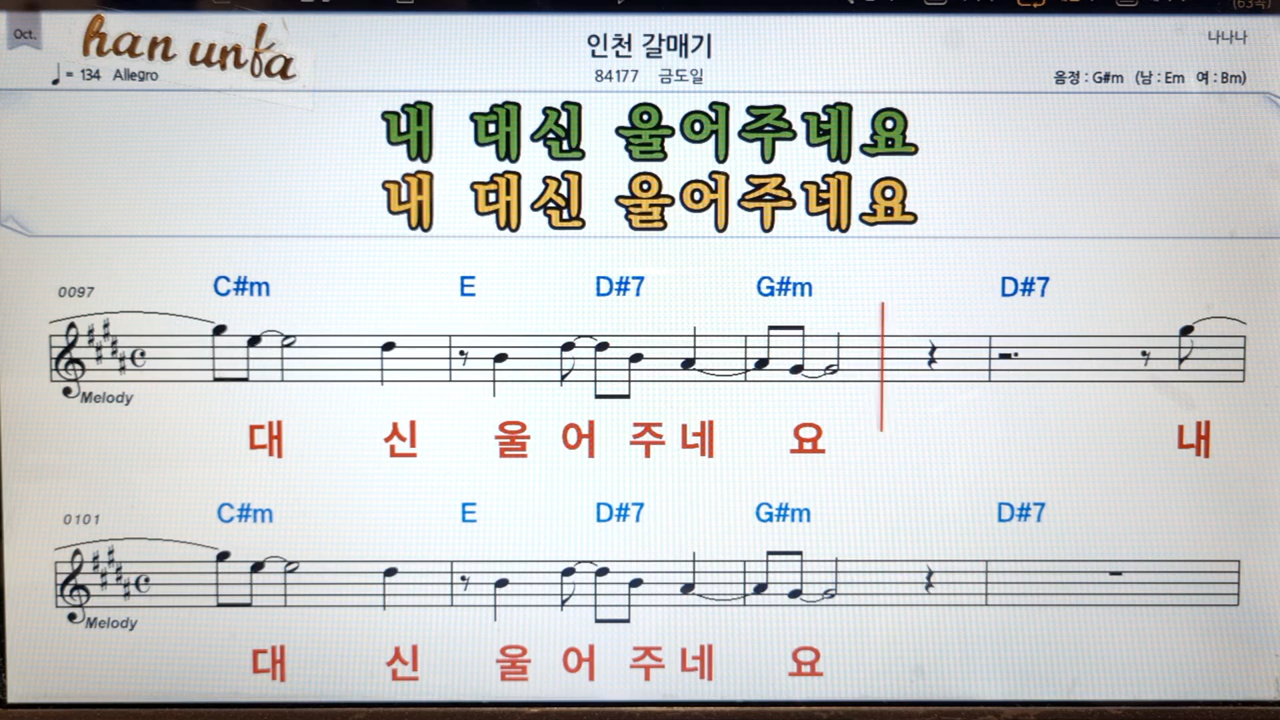 (63곡)
Oct.
han unfa
인천 갈매기
나나나
♩= 134 Allegro
84177 금도일
음정 : G#m (남 : Em 여 : Bm)
내 대신 울어주네요
내 대신 울어주네요
0097
C#m E D#7 G#m D#7
Melody
대 신 울 어 주 네 요 내
0101
C#m E D#7 G#m D#7
Melody
대 신 울 어 주 네 요